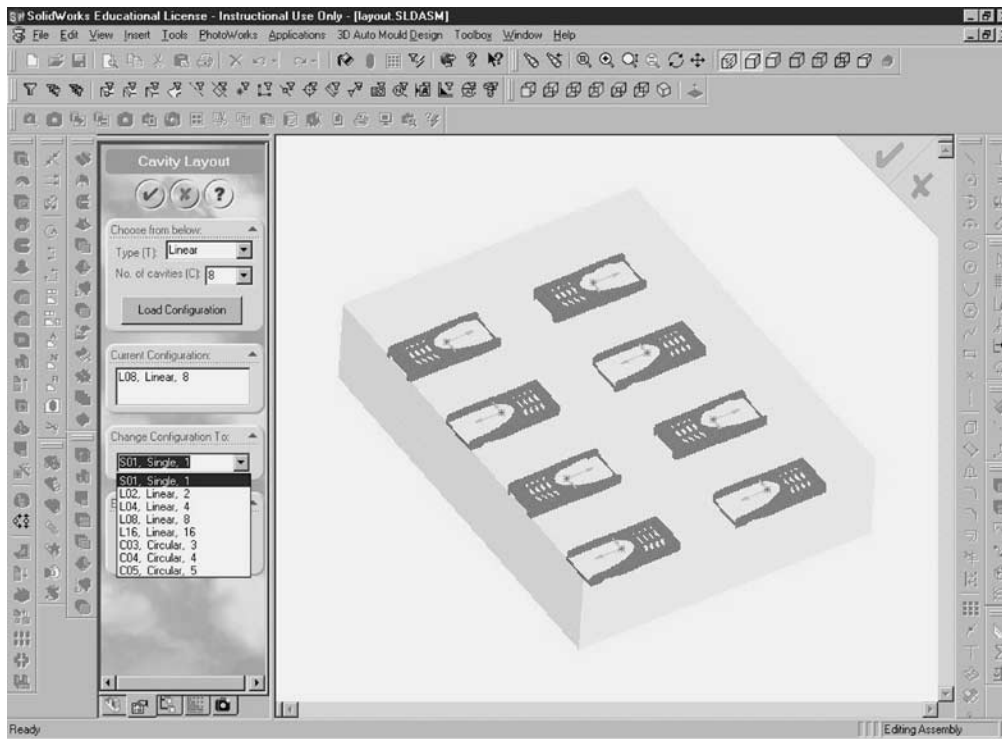 SolidWorks Educational License - Instructional Use Only - [layout.SLDASM]
File Edit View Insert Tools PhotoWorks Applications 3D Auto Mould Design Toolbox Window Help
Cavity Layout
Choose from below:
Type (T): Linear
No. of cavities (C): 8
Load Configuration
Current Configuration:
L08, Linear, 8
Change Configuration To:
S01, Single, 1
S01, Single, 1
L02, Linear, 2
L04, Linear, 4
L08, Linear, 8
L16, Linear, 16
C03, Circular, 3
C04, Circular, 4
C05, Circular, 5
Ready
Editing Assembly